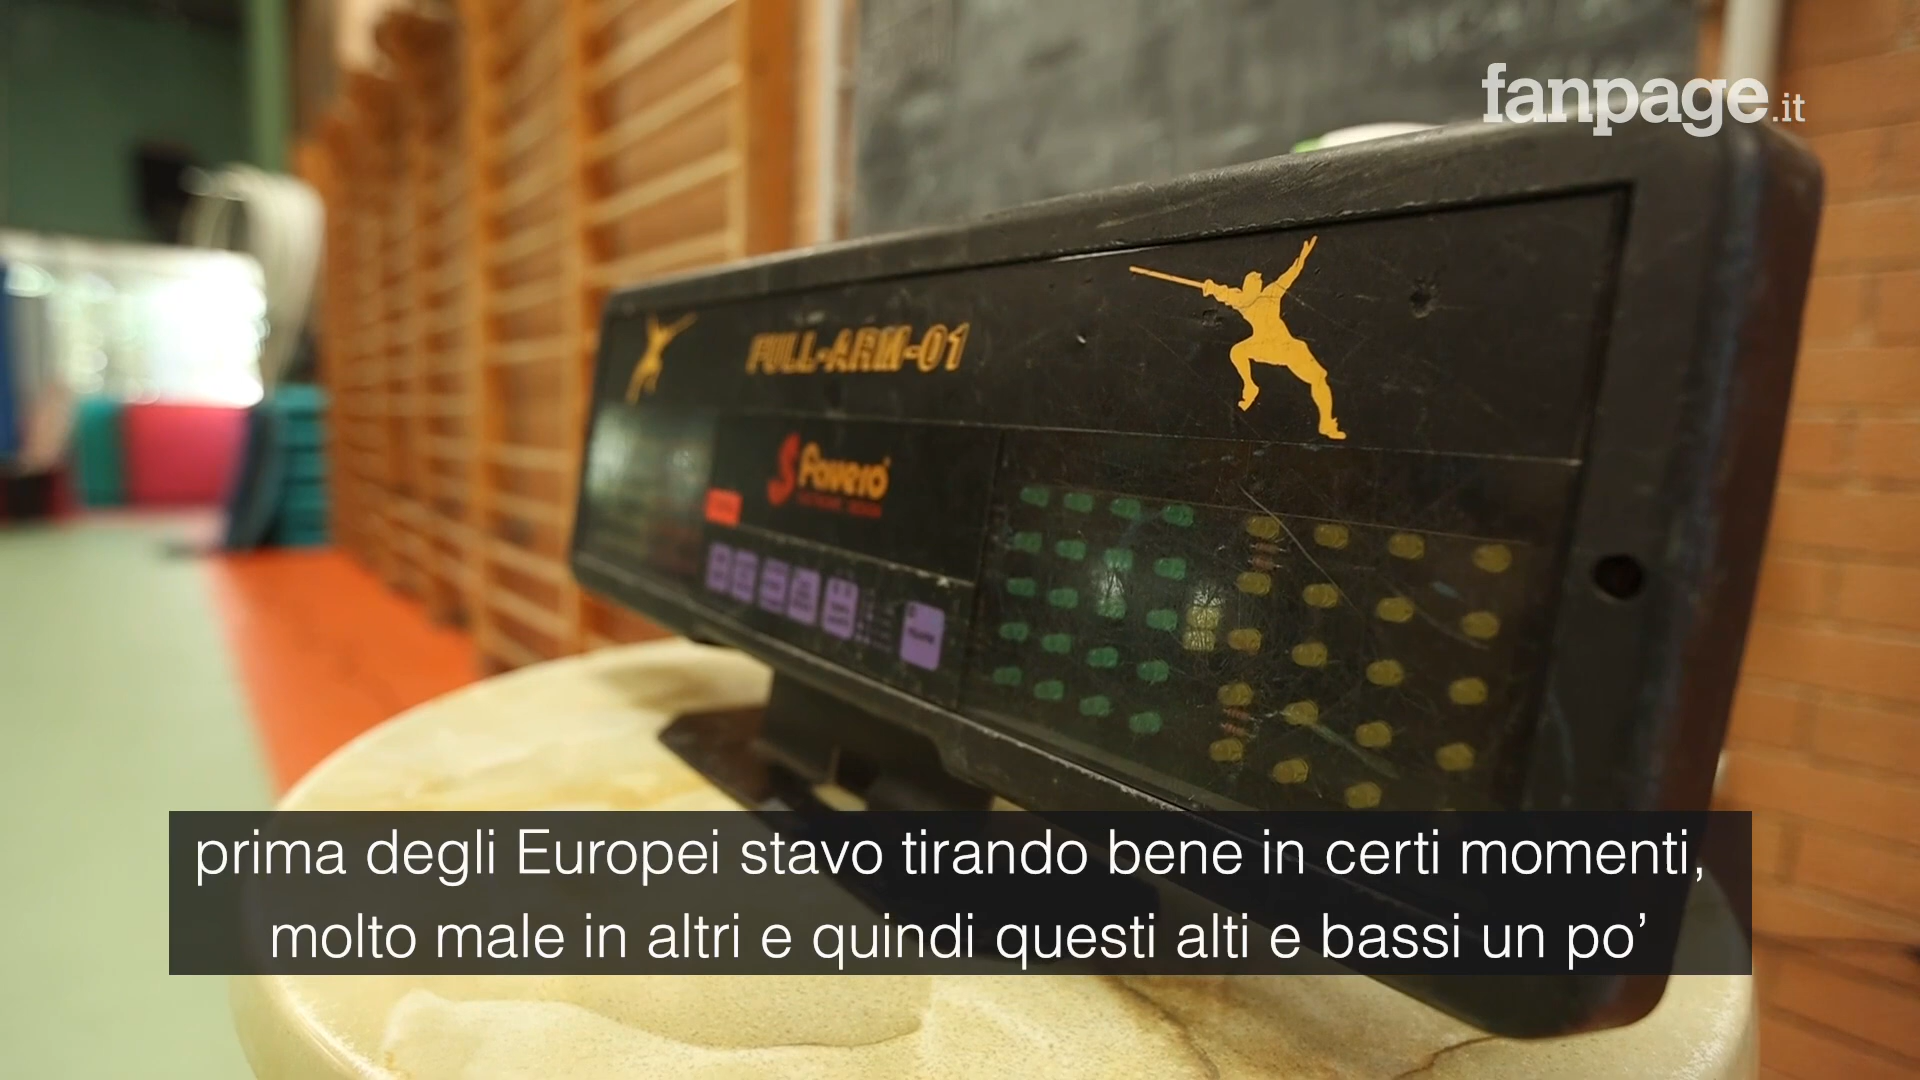 fanpage.it
FULL-ARM-01
Favero
prima degli Europei stavo tirando bene in certi momenti,
molto male in altri e quindi questi alti e bassi un po’